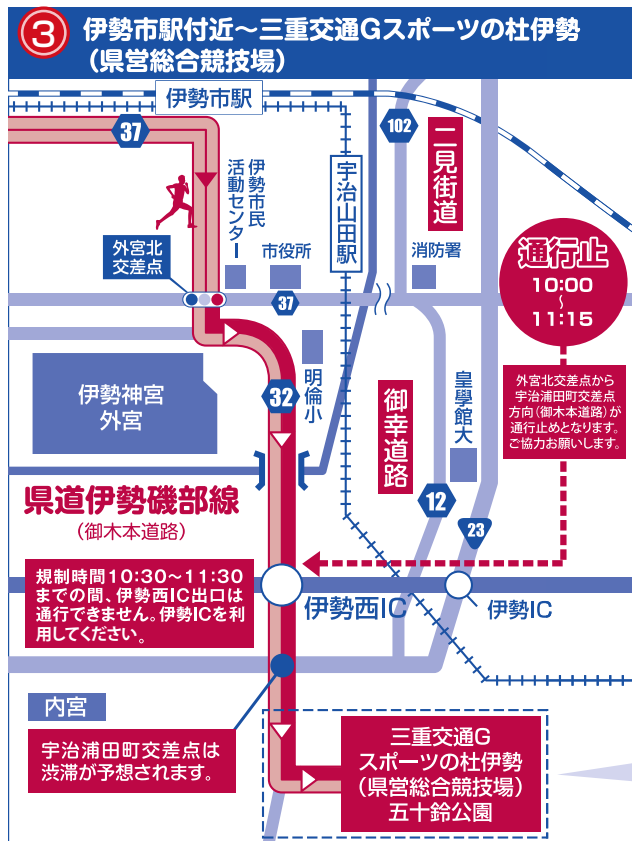 ③ 伊勢市駅付近～三重交通Gスポーツの杜伊勢
（県営総合競技場）
伊勢市駅
37
102
二見街道
伊勢市民
活動センター
宇治山田駅
外宮北
交差点
市役所
消防署
37
通行止
10:00
～
11:15
伊勢神宮
外宮
明倫小
32
御幸道路
皇學館大
外宮北交差点から
宇治浦田町交差点
方向(御木本道路)が
通行止めとなります。
ご協力お願いします。
県道伊勢磯部線
（御木本道路）
12
23
規制時間10:30～11:30
までの間、伊勢西IC出口は
通行できません。伊勢ICを利
用してください。
伊勢西IC
伊勢IC
内宮
宇治浦田町交差点は
渋滞が予想されます。
三重交通G
スポーツの杜伊勢
（県営総合競技場）
五十鈴公園